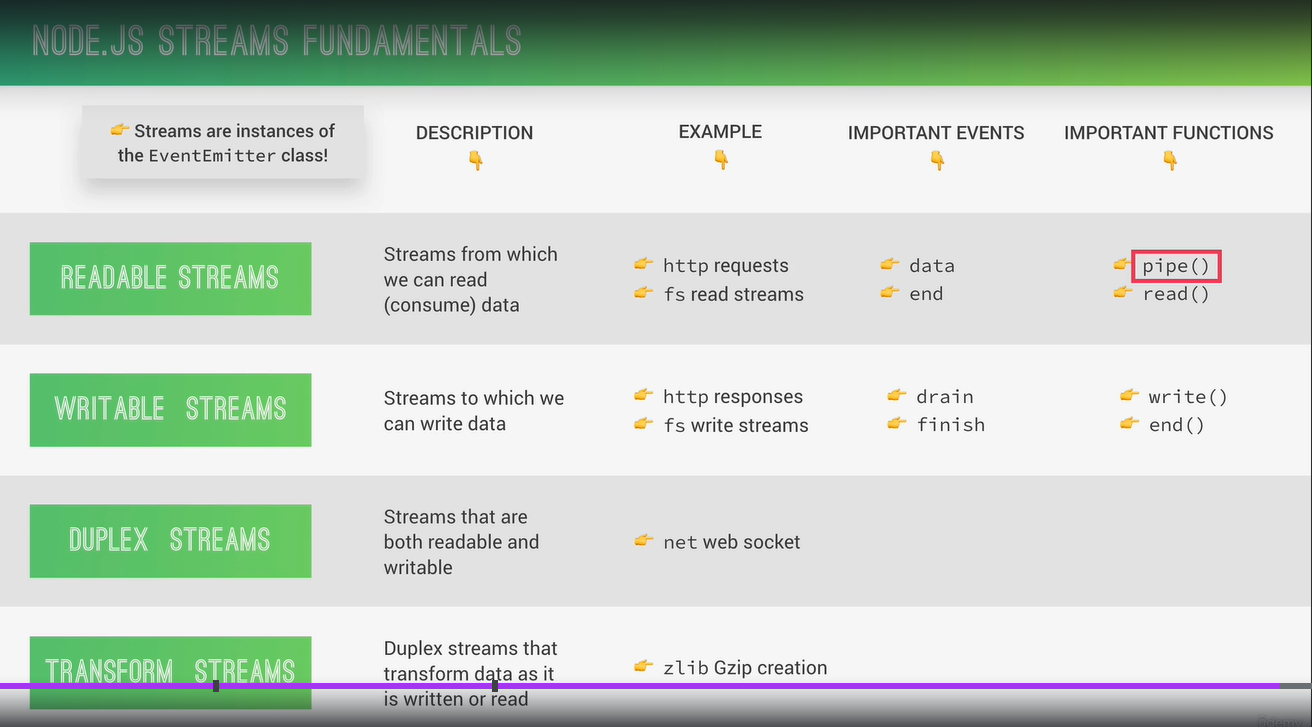 NODE.JS STREAMS FUNDAMENTALS
👉 Streams are instances of
the EventEmitter class!
DESCRIPTION
👇
EXAMPLE
👇
IMPORTANT EVENTS
👇
IMPORTANT FUNCTIONS
👇
READABLE STREAMS
Streams from which
we can read
(consume) data
👉 http requests
👉 fs read streams
👉 data
👉 end
👉 pipe()
👉 read()
WRITABLE STREAMS
Streams to which we
can write data
👉 http responses
👉 fs write streams
👉 drain
👉 finish
👉 write()
👉 end()
DUPLEX STREAMS
Streams that are
both readable and
writable
👉 net web socket
TRANSFORM STREAMS
Duplex streams that
transform data as it
is written or read
👉 zlib Gzip creation